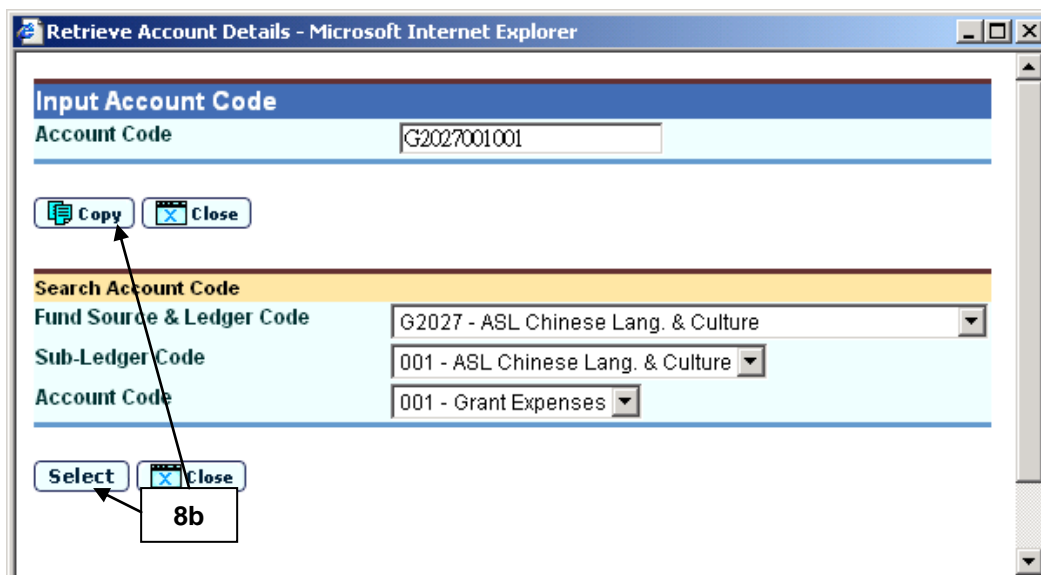 Retrieve Account Details - Microsoft Internet Explorer
Input Account Code
Account Code G2027001001
Copy Close
Search Account Code
Fund Source & Ledger Code G2027 - ASL Chinese Lang. & Culture
Sub-Ledger Code 001 - ASL Chinese Lang. & Culture
Account Code 001 - Grant Expenses
Select Close
8b